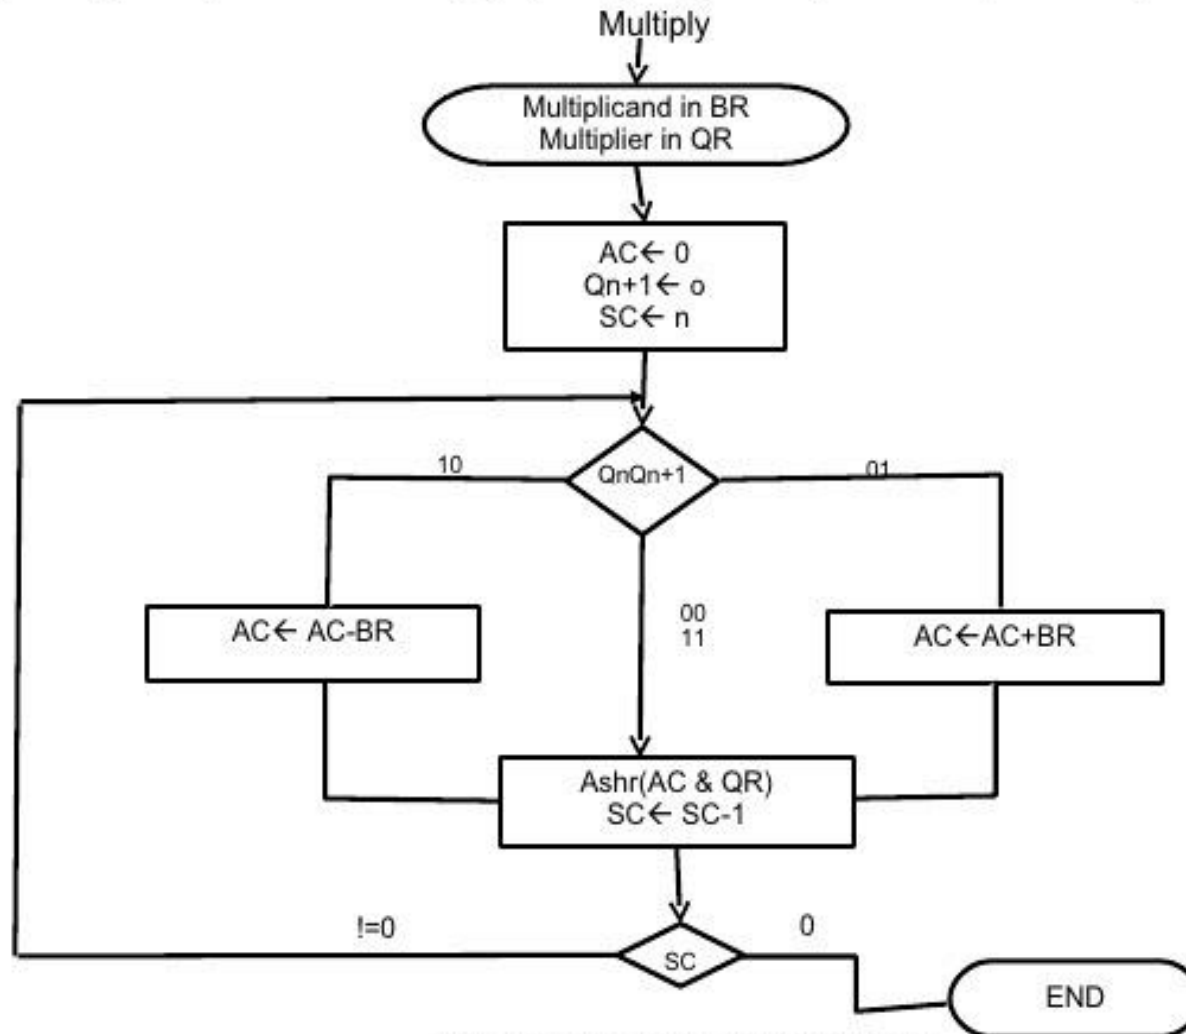 Multiply
Multiplicand in BR
Multiplier in QR
AC← 0
Qn+1← o
SC← n
QnQn+1
10
01
00
11
AC← AC-BR
AC←AC+BR
Ashr(AC & QR)
SC← SC-1
!=0
0
SC
END